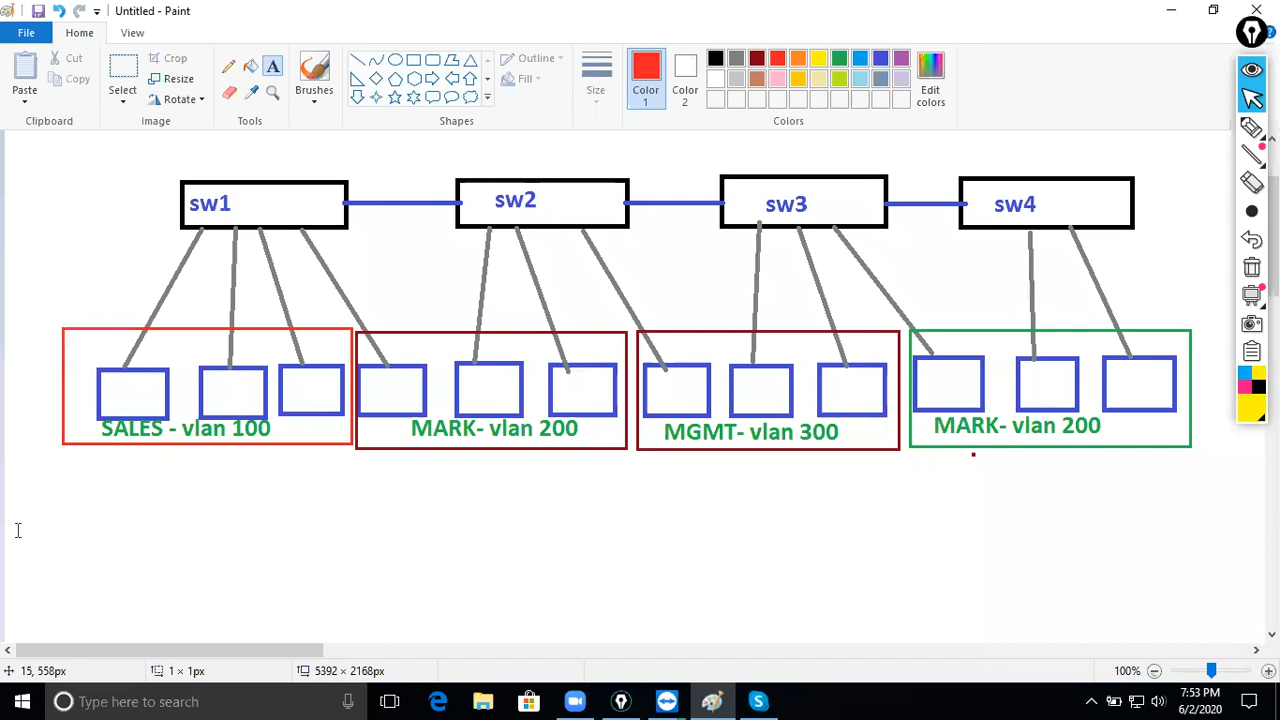 Untitled - Paint
File
Home
View
Paste
Cut
Copy
Clipboard
Select
Crop
Resize
Rotate
Image
A
Tools
Brushes
Outline
Fill
Shapes
Size
Color 1
Color 2
Edit colors
Colors
sw1
sw2
sw3
sw4
SALES - vlan 100
MARK- vlan 200
MGMT- vlan 300
MARK- vlan 200
15, 558px
1 × 1px
5392 × 2168px
100%
Type here to search
7:53 PM
6/2/2020